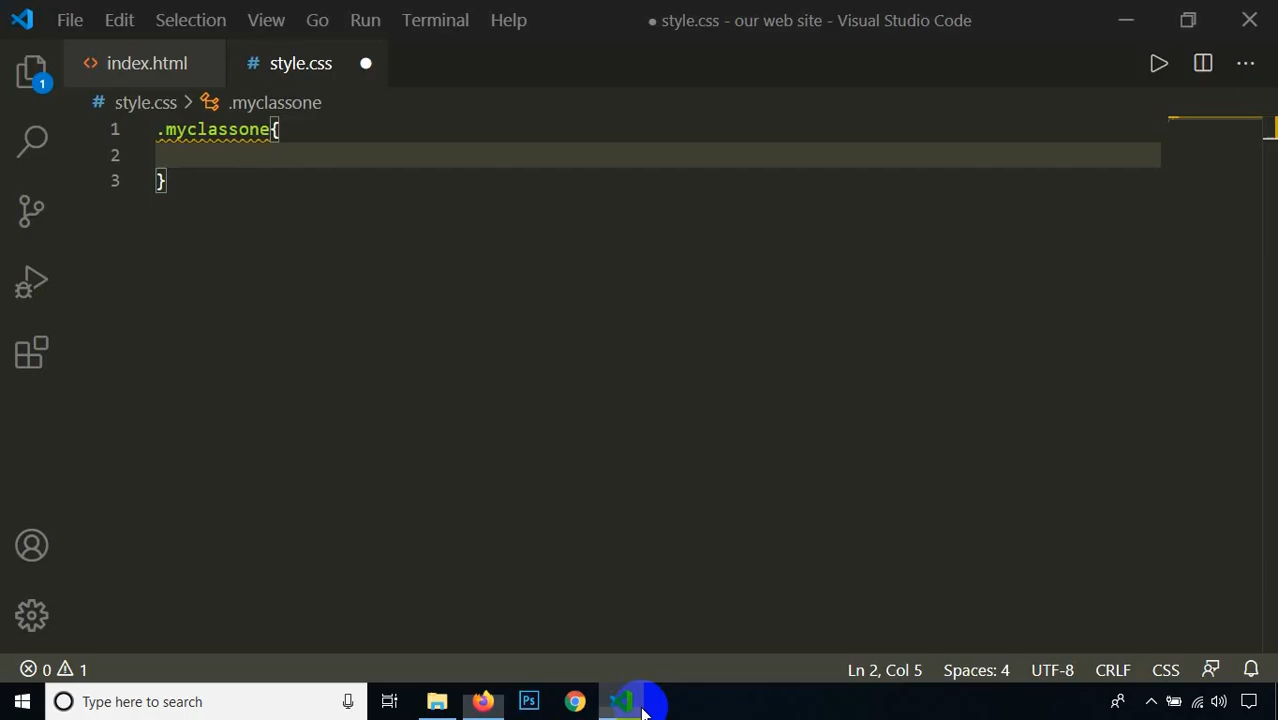 File Edit Selection View Go Run Terminal Help ● style.css - our web site - Visual Studio Code
<> index.html # style.css ●
1
# style.css > .myclassone
1 .myclassone{
2
3 }
0 1 Ln 2, Col 5 Spaces: 4 UTF-8 CRLF CSS
Type here to search Ps